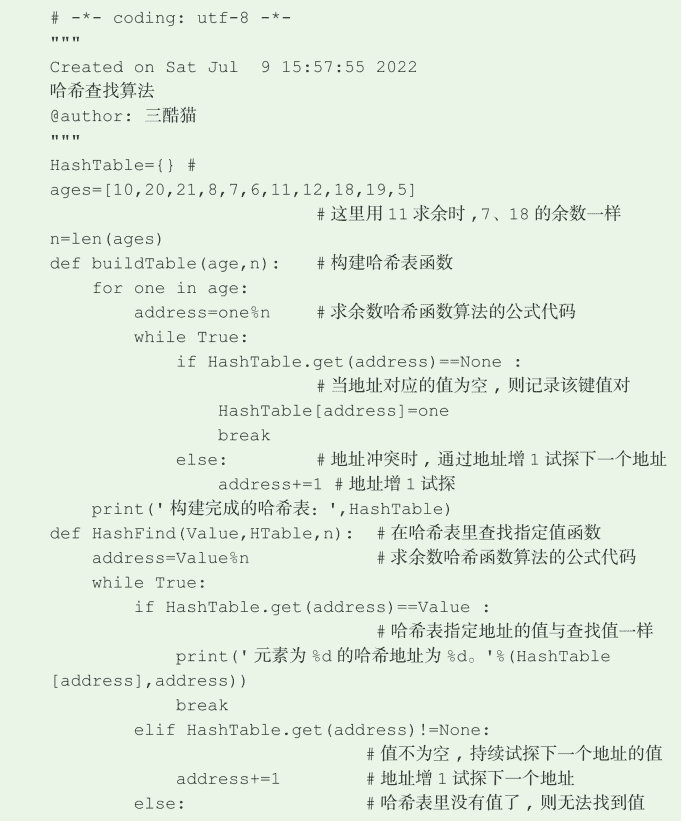 # -*- coding: utf-8 -*-
"""
Created on Sat Jul  9 15:57:55 2022
哈希查找算法
@author: 三酷猫
"""
HashTable={} #
ages=[10,20,21,8,7,6,11,12,18,19,5]
#这里用11求余时,7、18的余数一样
n=len(ages)
def buildTable(age,n):   #构建哈希表函数
    for one in age:
        address=one%n    #求余数哈希函数算法的公式代码
        while True:
            if HashTable.get(address)==None :
                         #当地址对应的值为空,则记录该键值对
                HashTable[address]=one
                break
            else:        #地址冲突时,通过地址增1试探下一个地址
                address+=1 #地址增1试探
    print('构建完成的哈希表：',HashTable)
def HashFind(Value,HTable,n):  #在哈希表里查找指定值函数
    address=Value%n            #求余数哈希函数算法的公式代码
    while True:
        if HashTable.get(address)==Value :
                               #哈希表指定地址的值与查找值一样
            print('元素为%d的哈希地址为%d。'%(HashTable
[address],address))
            break
        elif HashTable.get(address)!=None:
                              #值不为空,持续试探下一个地址的值
            address+=1        #地址增1试探下一个地址
        else:                 #哈希表里没有值了,则无法找到值